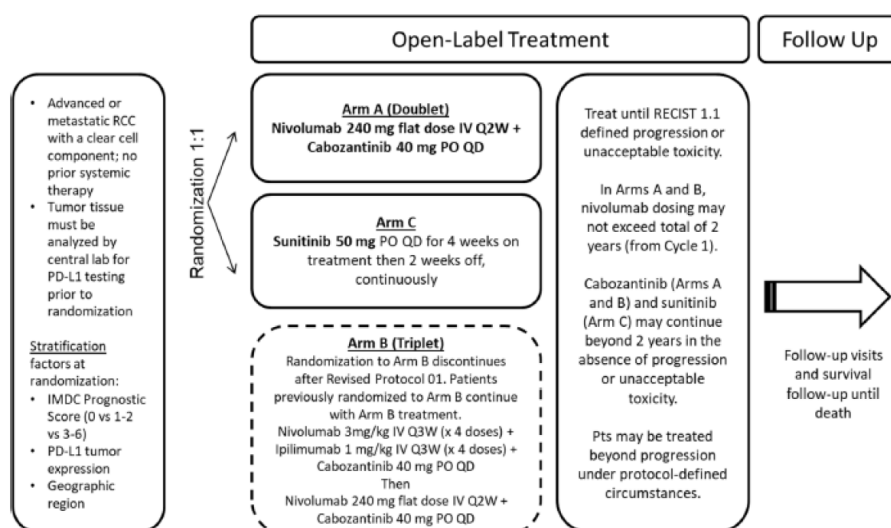 Open-Label Treatment
Follow Up
• Advanced or
metastatic RCC
with a clear cell
component; no
prior systemic
therapy
• Tumor tissue
must be
analyzed by
central lab for
PD-L1 testing
prior to
randomization
Stratification
factors at
randomization:
• IMDC Prognostic
Score (0 vs 1-2
vs 3-6)
• PD-L1 tumor
expression
• Geographic
region
Randomization 1:1
Arm A (Doublet)
Nivolumab 240 mg flat dose IV Q2W +
Cabozantinib 40 mg PO QD
Arm C
Sunitinib 50 mg PO QD for 4 weeks on
treatment then 2 weeks off,
continuously
Arm B (Triplet)
Randomization to Arm B discontinues
after Revised Protocol 01. Patients
previously randomized to Arm B continue
with Arm B treatment.
Nivolumab 3mg/kg IV Q3W (x 4 doses) +
Ipilimumab 1 mg/kg IV Q3W (x 4 doses) +
Cabozantinib 40 mg PO QD
Then
Nivolumab 240 mg flat dose IV Q2W +
Cabozantinib 40 mg PO QD
Treat until RECIST 1.1
defined progression or
unacceptable toxicity.
In Arms A and B,
nivolumab dosing may
not exceed total of 2
years (from Cycle 1).
Cabozantinib (Arms A
and B) and sunitinib
(Arm C) may continue
beyond 2 years in the
absence of progression
or unacceptable
toxicity.
Pts may be treated
beyond progression
under protocol-defined
circumstances.
Follow-up visits
and survival
follow-up until
death